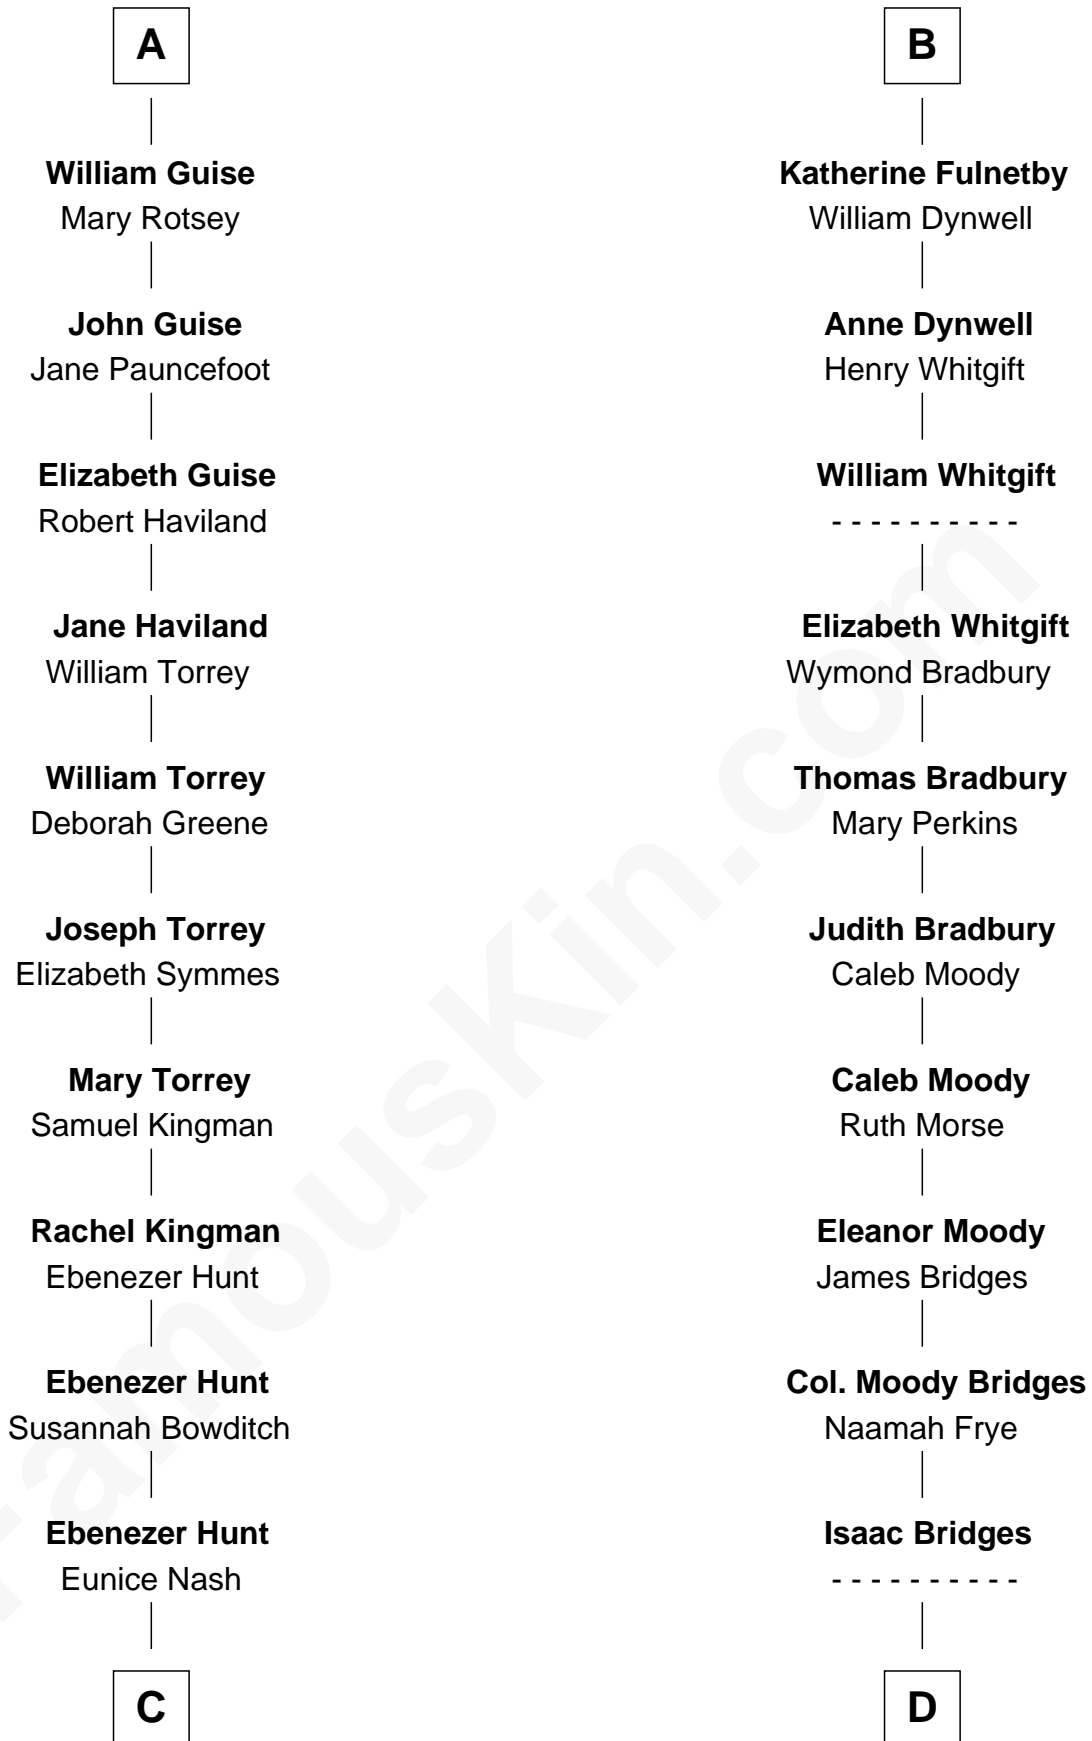 A
William Guise
Mary Rotsey
John Guise
Jane Pauncefoot
Elizabeth Guise
Robert Haviland
Jane Haviland
William Torrey
William Torrey
Deborah Greene
Joseph Torrey
Elizabeth Symmes
Mary Torrey
Samuel Kingman
Rachel Kingman
Ebenezer Hunt
Ebenezer Hunt
Susannah Bowditch
Ebenezer Hunt
Eunice Nash
C
B
Katherine Fulnetby
William Dynwell
Anne Dynwell
Henry Whitgift
William Whitgift
- - - - - - - - - -
Elizabeth Whitgift
Wymond Bradbury
Thomas Bradbury
Mary Perkins
Judith Bradbury
Caleb Moody
Caleb Moody
Ruth Morse
Eleanor Moody
James Bridges
Col. Moody Bridges
Naamah Frye
Isaac Bridges
- - - - - - - - - -
D
FamousKin.com